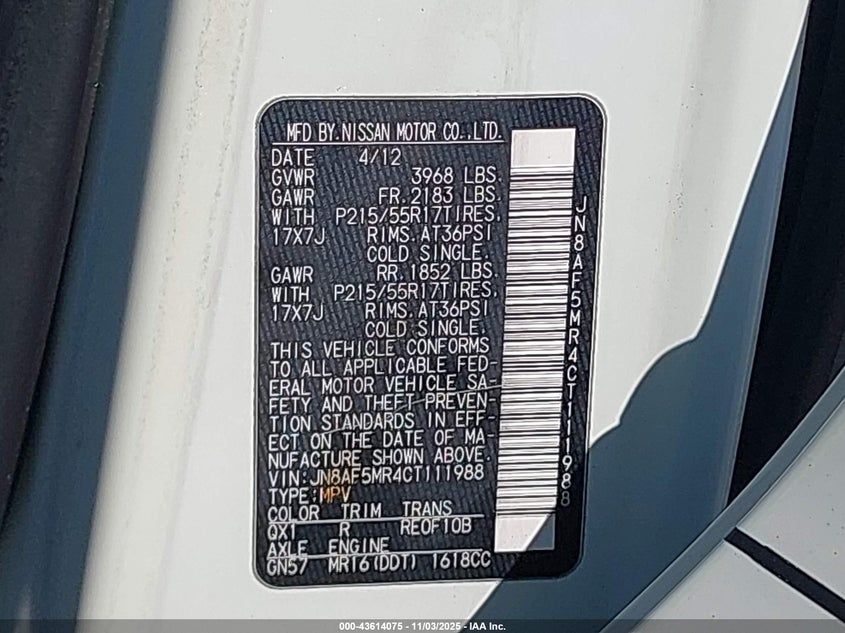 MFD BY.NISSAN MOTOR CO.,LTD.
DATE 4/12
GVWR 3968 LBS.
GAWR FR.2183 LBS.
WITH P215/55R17TIRES.
17X7J RIMS.AT36PSI
COLD SINGLE.
GAWR RR.1852 LBS.
WITH P215/55R17TIRES.
17X7J RIMS.AT36PSI
COLD SINGLE.
THIS VEHICLE CONFORMS
TO ALL APPLICABLE FED-
ERAL MOTOR VEHICLE SA-
FETY AND THEFT PREVEN-
TION STANDARDS IN EFF-
ECT ON THE DATE OF MA-
NUFACTURE SHOWN ABOVE.
VIN:JN8AF5MR4CT111988
TYPE:MPV
COLOR TRIM TRANS
QX1 R RE0F10B
AXLE ENGINE
GN57 MR16(DDT) 1618CC
JN8AF5MR4CT111988
000-43614075 - 11/03/2025 - IAA Inc.